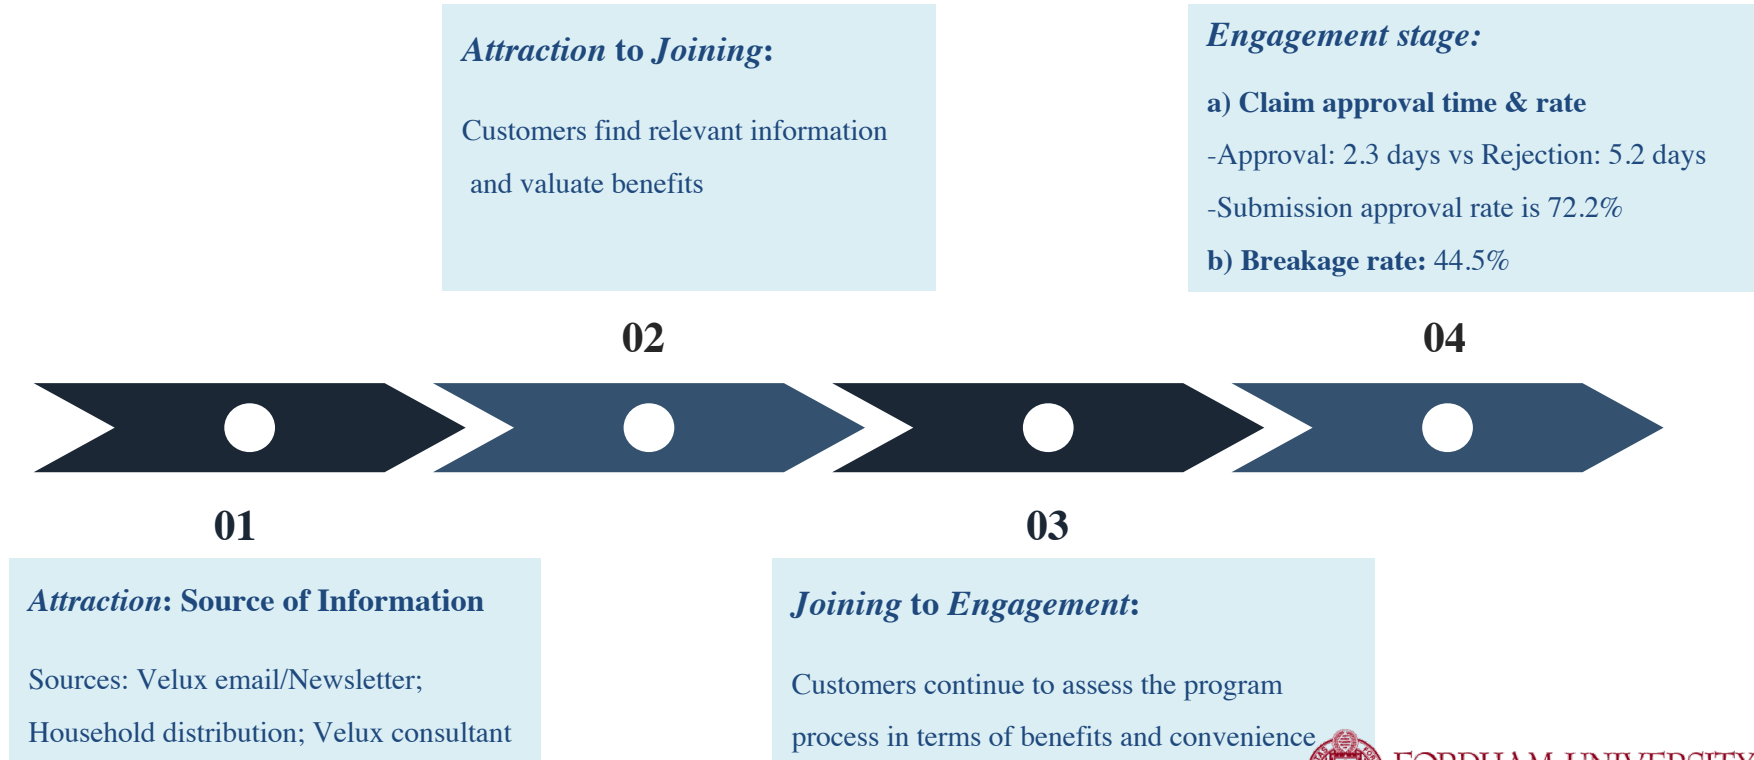 Attraction to Joining:
Customers find relevant information
and valuate benefits
Engagement stage:
a) Claim approval time & rate
-Approval: 2.3 days vs Rejection: 5.2 days
-Submission approval rate is 72.2%
b) Breakage rate: 44.5%
02
04
01
03
Attraction: Source of Information
Sources: Velux email/Newsletter;
Household distribution; Velux consultant
Joining to Engagement:
Customers continue to assess the program
process in terms of benefits and convenience
FORDHAM UNIVERSITY